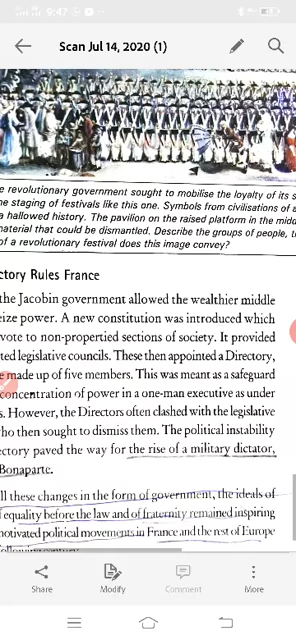 9:47
Scan Jul 14, 2020 (1)
e revolutionary government sought to mobilise the loyalty of its s
he staging of festivals like this one. Symbols from civilisations of a
a hallowed history. The pavilion on the raised platform in the midd
material that could be dismantled. Describe the groups of people, t
of a revolutionary festival does this image convey?
ctory Rules France
the Jacobin government allowed the wealthier middle
eize power. A new constitution was introduced which
vote to non-propertied sections of society. It provided
ted legislative councils. These then appointed a Directory,
e made up of five members. This was meant as a safeguard
concentration of power in a one-man executive as under
s. However, the Directors often clashed with the legislative
ho then sought to dismiss them. The political instability
ectory paved the way for the rise of a military dictator,
Bonaparte.
ll these changes in the form of government, the ideals of
equality before the law and of fraternity remained inspiring
motivated political movements in France and the rest of Europe
following century.
Share
Modify
Comment
More